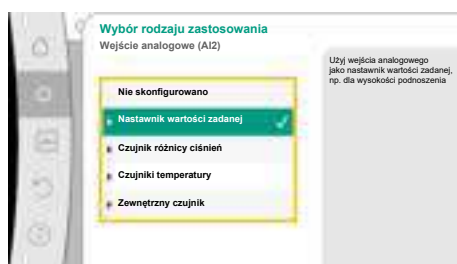 Wybór rodzaju zastosowania
Wejście analogowe (AI2)
Użyj wejścia analogowego
jako nastawnik wartości zadanej,
np. dla wysokości podnoszenia
Nie skonfigurowano
Nastawnik wartości zadanej
Czujnik różnicy ciśnień
Czujniki temperatury
Zewnętrzny czujnik